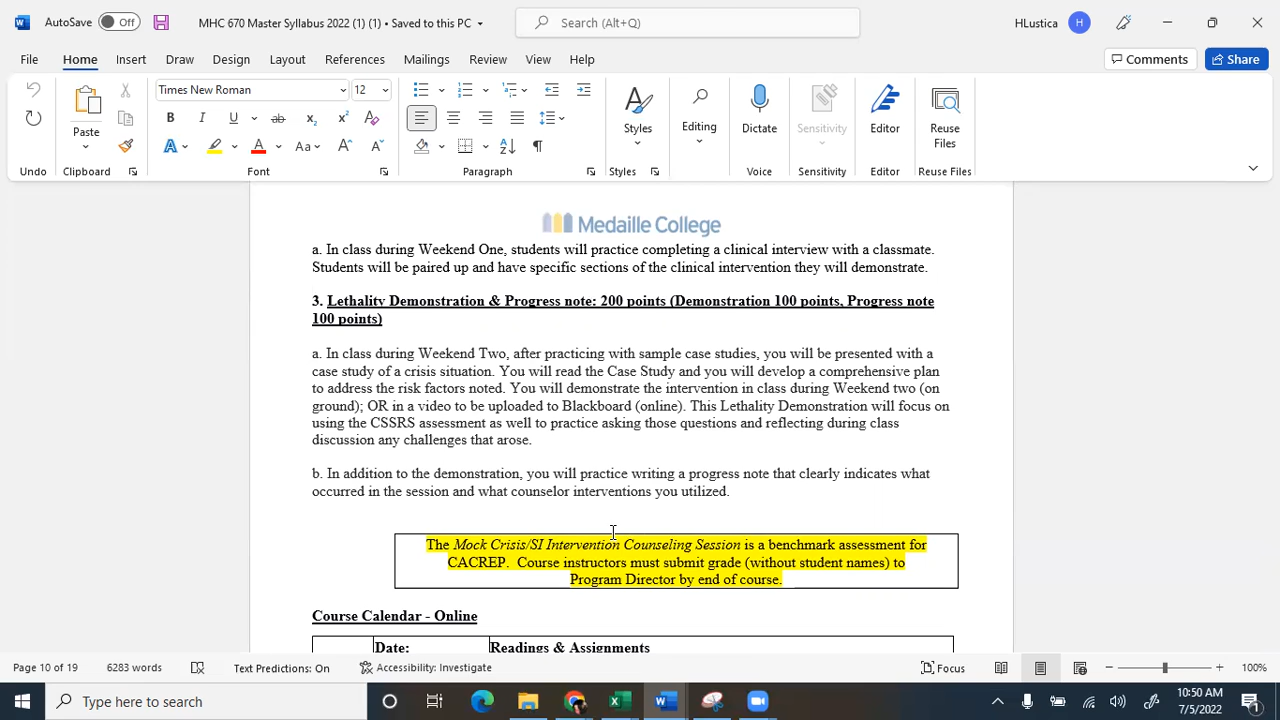 AutoSave Off MHC 670 Master Syllabus 2022 (1) (1) • Saved to this PC Search (Alt+Q) HLustica H
File Home Insert Draw Design Layout References Mailings Review View Help Comments Share
Times New Roman 12
Paste Styles Editing Dictate Sensitivity Editor Reuse Files
Undo Clipboard Font Paragraph Styles Voice Sensitivity Editor Reuse Files
Medaille College
a. In class during Weekend One, students will practice completing a clinical interview with a classmate.
Students will be paired up and have specific sections of the clinical intervention they will demonstrate.
3. Lethality Demonstration & Progress note: 200 points (Demonstration 100 points, Progress note
100 points)
a. In class during Weekend Two, after practicing with sample case studies, you will be presented with a
case study of a crisis situation. You will read the Case Study and you will develop a comprehensive plan
to address the risk factors noted. You will demonstrate the intervention in class during Weekend two (on
ground); OR in a video to be uploaded to Blackboard (online). This Lethality Demonstration will focus on
using the CSSRS assessment as well to practice asking those questions and reflecting during class
discussion any challenges that arose.
b. In addition to the demonstration, you will practice writing a progress note that clearly indicates what
occurred in the session and what counselor interventions you utilized.
The Mock Crisis/SI Intervention Counseling Session is a benchmark assessment for
CACREP. Course instructors must submit grade (without student names) to
Program Director by end of course.
Course Calendar - Online
Date: Readings & Assignments
Page 10 of 19 6283 words Text Predictions: On Accessibility: Investigate Focus 100%
Type here to search 10:50 AM
7/5/2022